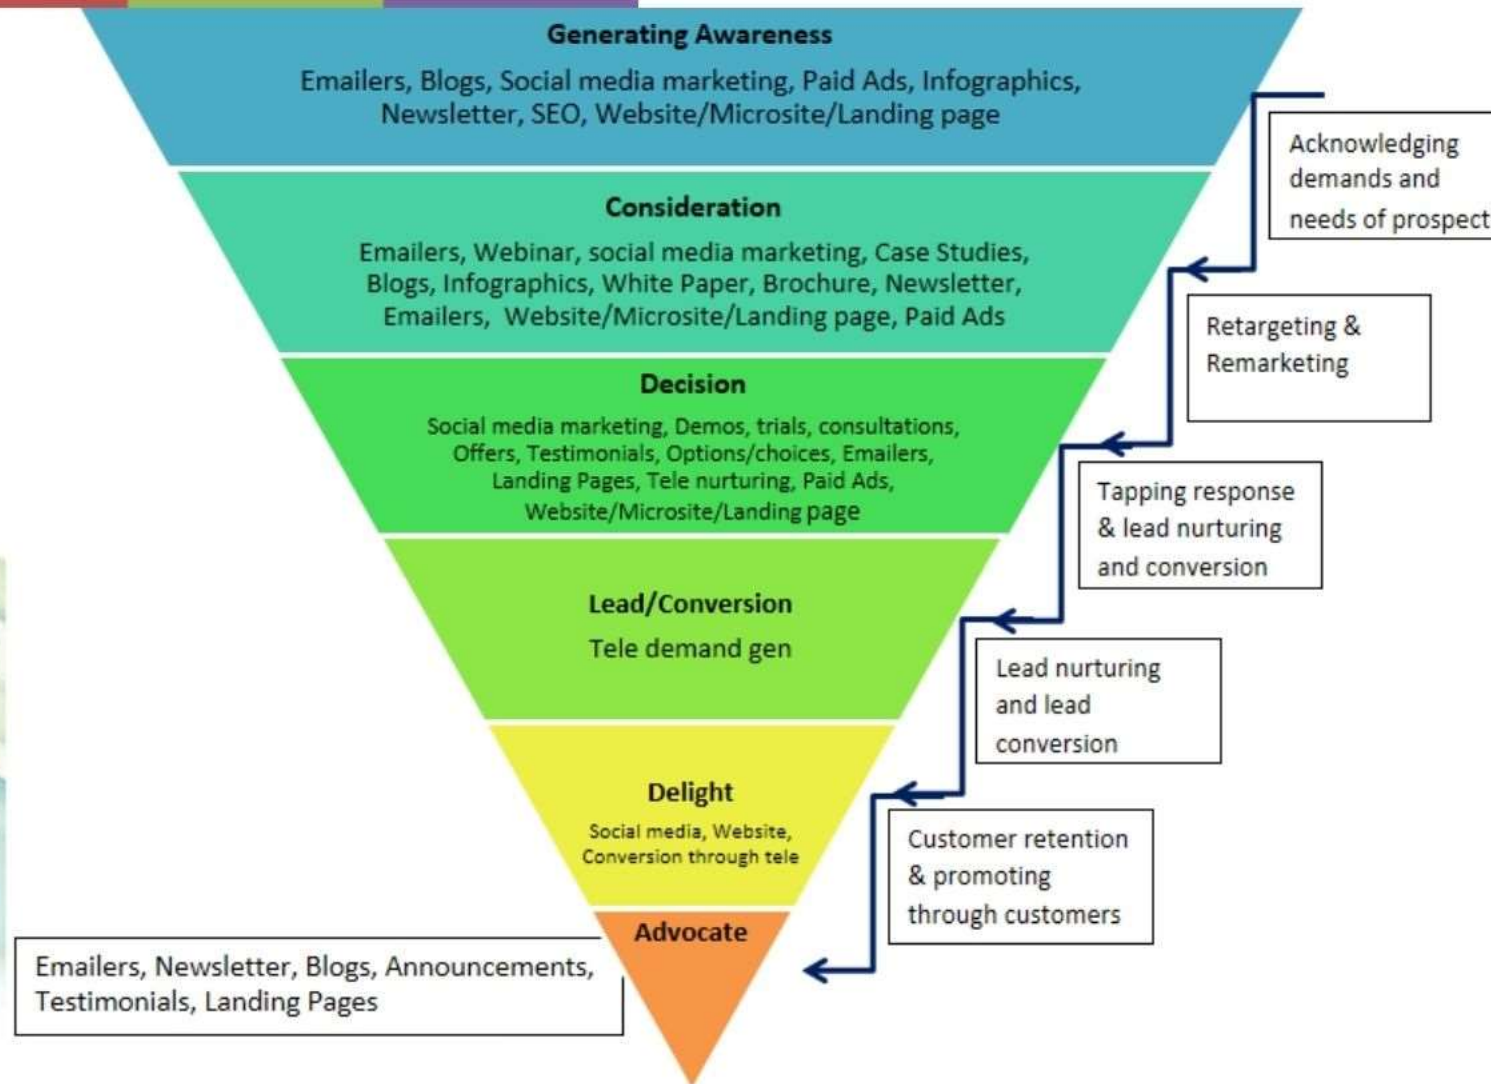 Generating Awareness
Emailers, Blogs, Social media marketing, Paid Ads, Infographics,
Newsletter, SEO, Website/Microsite/Landing page
Acknowledging
demands and
needs of prospect
Consideration
Emailers, Webinar, social media marketing, Case Studies,
Blogs, Infographics, White Paper, Brochure, Newsletter,
Emailers, Website/Microsite/Landing page, Paid Ads
Retargeting &
Remarketing
Decision
Social media marketing, Demos, trials, consultations,
Offers, Testimonials, Options/choices, Emailers,
Landing Pages, Tele nurturing, Paid Ads,
Website/Microsite/Landing page
Tapping response
& lead nurturing
and conversion
Lead/Conversion
Tele demand gen
Lead nurturing
and lead
conversion
Delight
Social media, Website,
Conversion through tele
Customer retention
& promoting
through customers
Advocate
Emailers, Newsletter, Blogs, Announcements,
Testimonials, Landing Pages